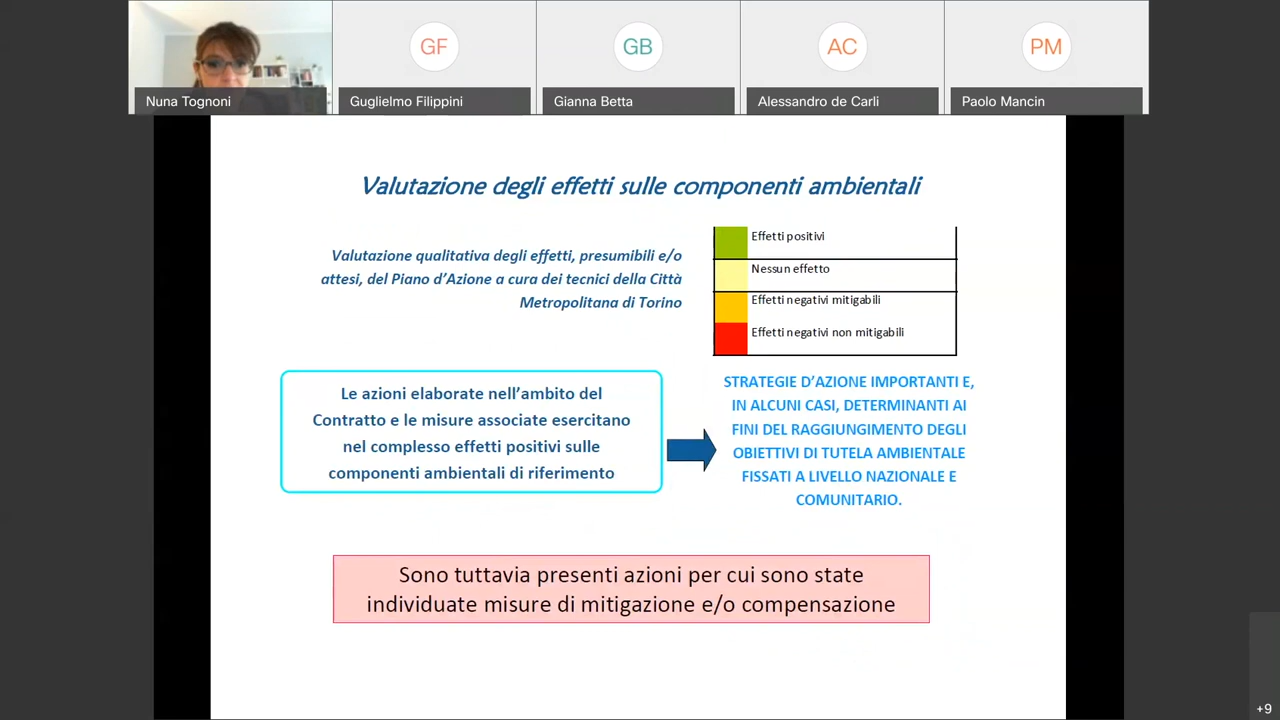 GF
GB
AC
PM
Nuna Tognoni
Guglielmo Filippini
Gianna Betta
Alessandro de Carli
Paolo Mancin
Valutazione degli effetti sulle componenti ambientali
Valutazione qualitativa degli effetti, presumibili e/o
attesi, del Piano d’Azione a cura dei tecnici della Città
Metropolitana di Torino
Effetti positivi
Nessun effetto
Effetti negativi mitigabili
Effetti negativi non mitigabili
Le azioni elaborate nell’ambito del
Contratto e le misure associate esercitano
nel complesso effetti positivi sulle
componenti ambientali di riferimento
STRATEGIE D’AZIONE IMPORTANTI E,
IN ALCUNI CASI, DETERMINANTI AI
FINI DEL RAGGIUNGIMENTO DEGLI
OBIETTIVI DI TUTELA AMBIENTALE
FISSATI A LIVELLO NAZIONALE E
COMUNITARIO.
Sono tuttavia presenti azioni per cui sono state
individuate misure di mitigazione e/o compensazione
+9